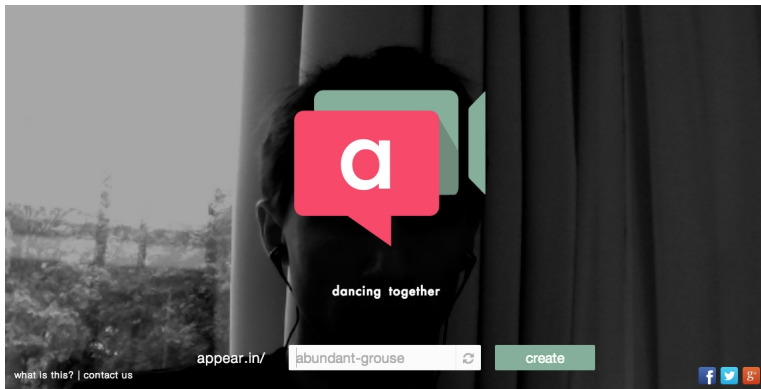 a
dancing together
appear.in/ abundant-grouse create
what is this? | contact us
f g+